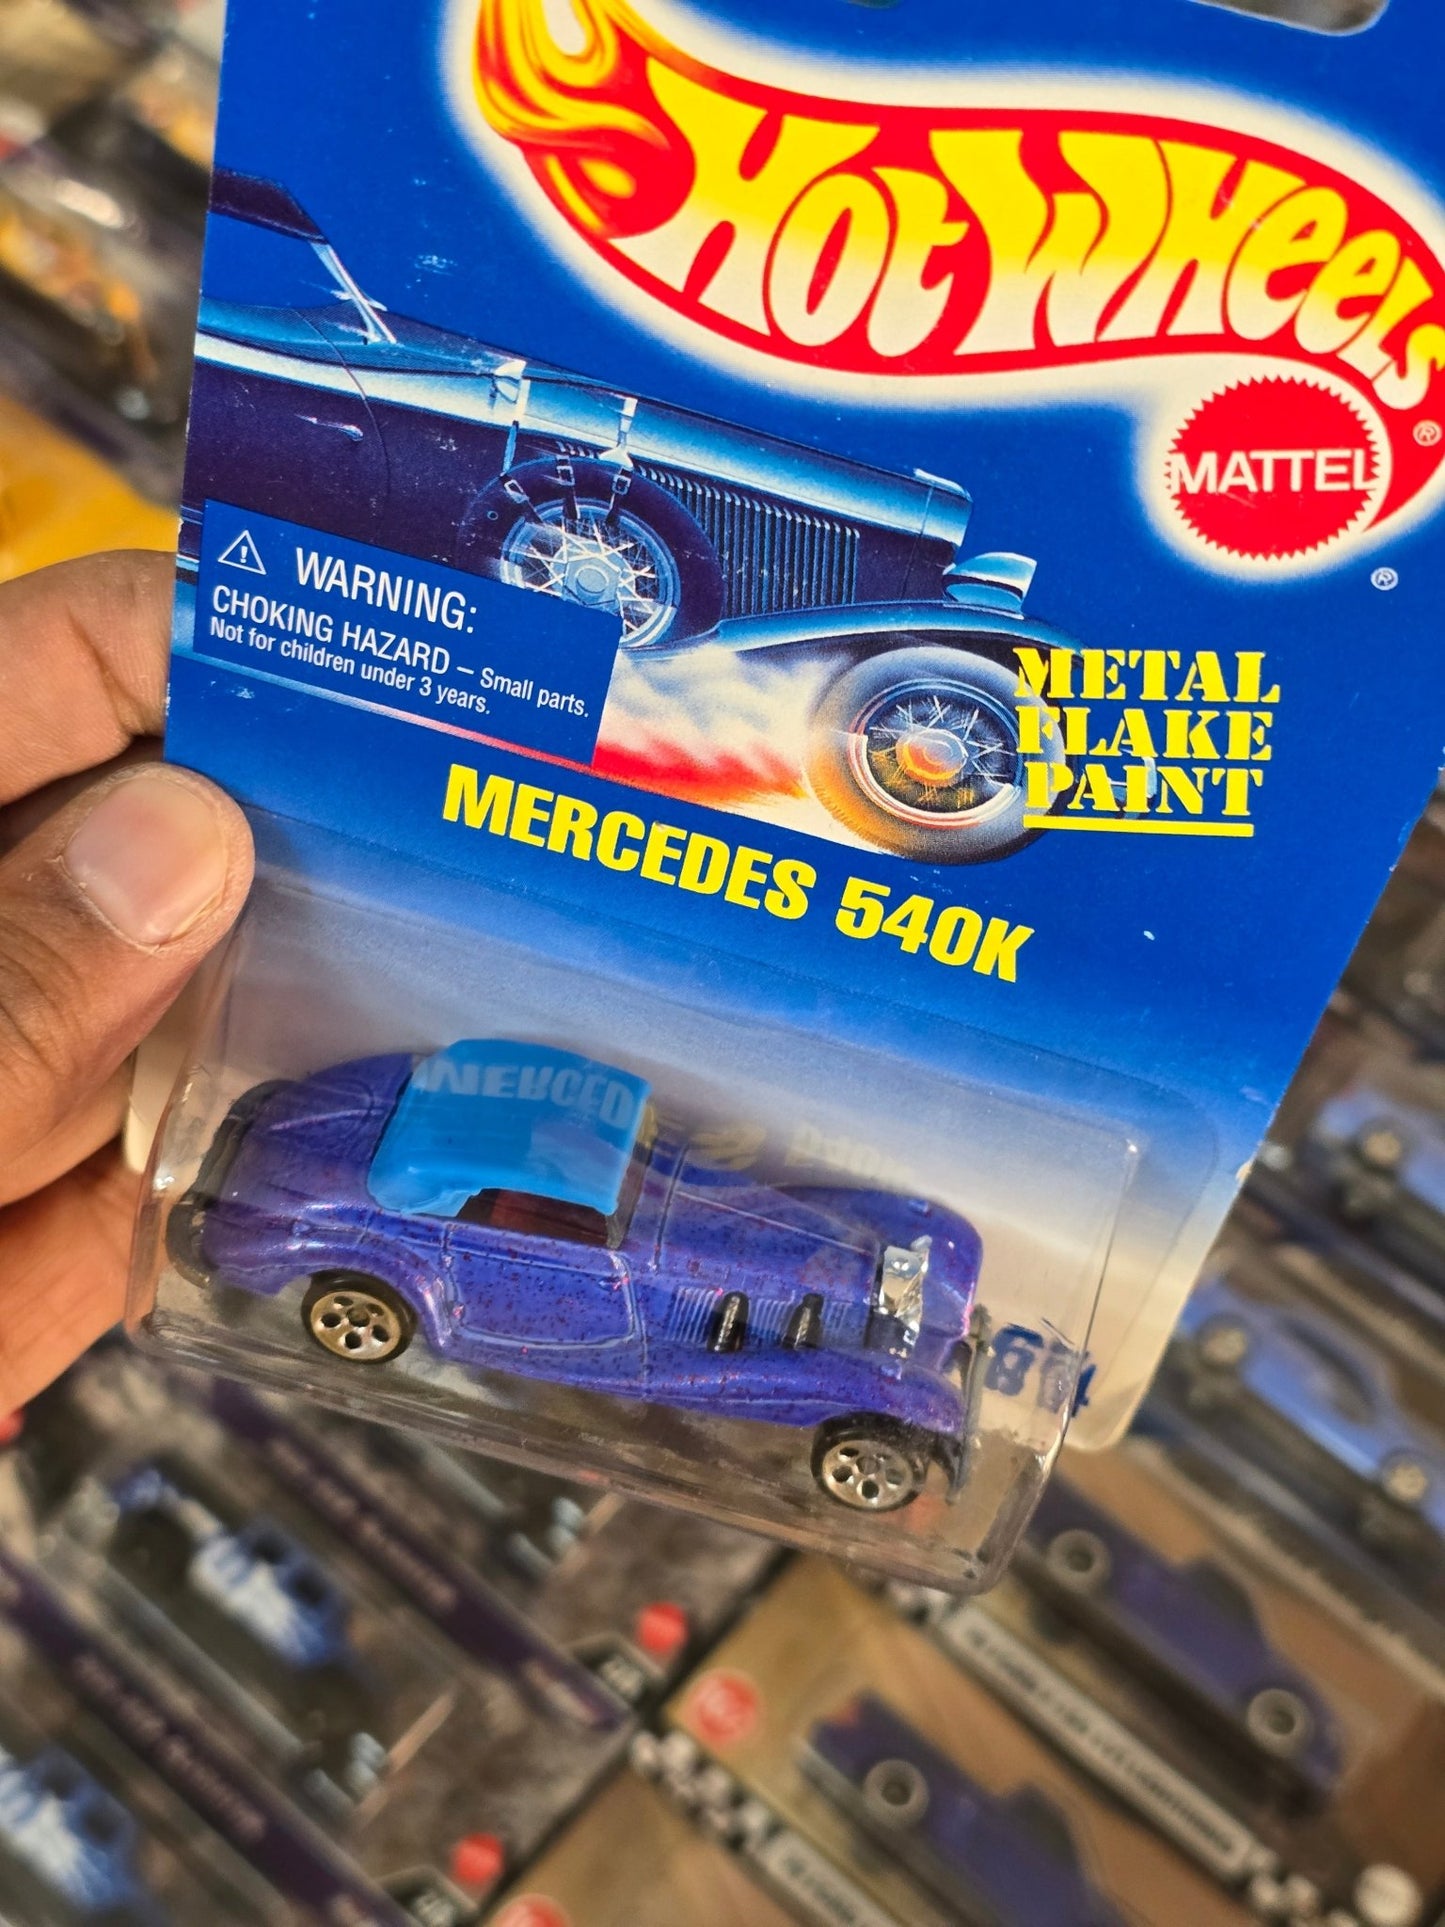 Hot Wheels®
MATTEL
®
WARNING:
CHOKING HAZARD – Small parts.
Not for children under 3 years.
METAL
FLAKE
PAINT
MERCEDES 540K